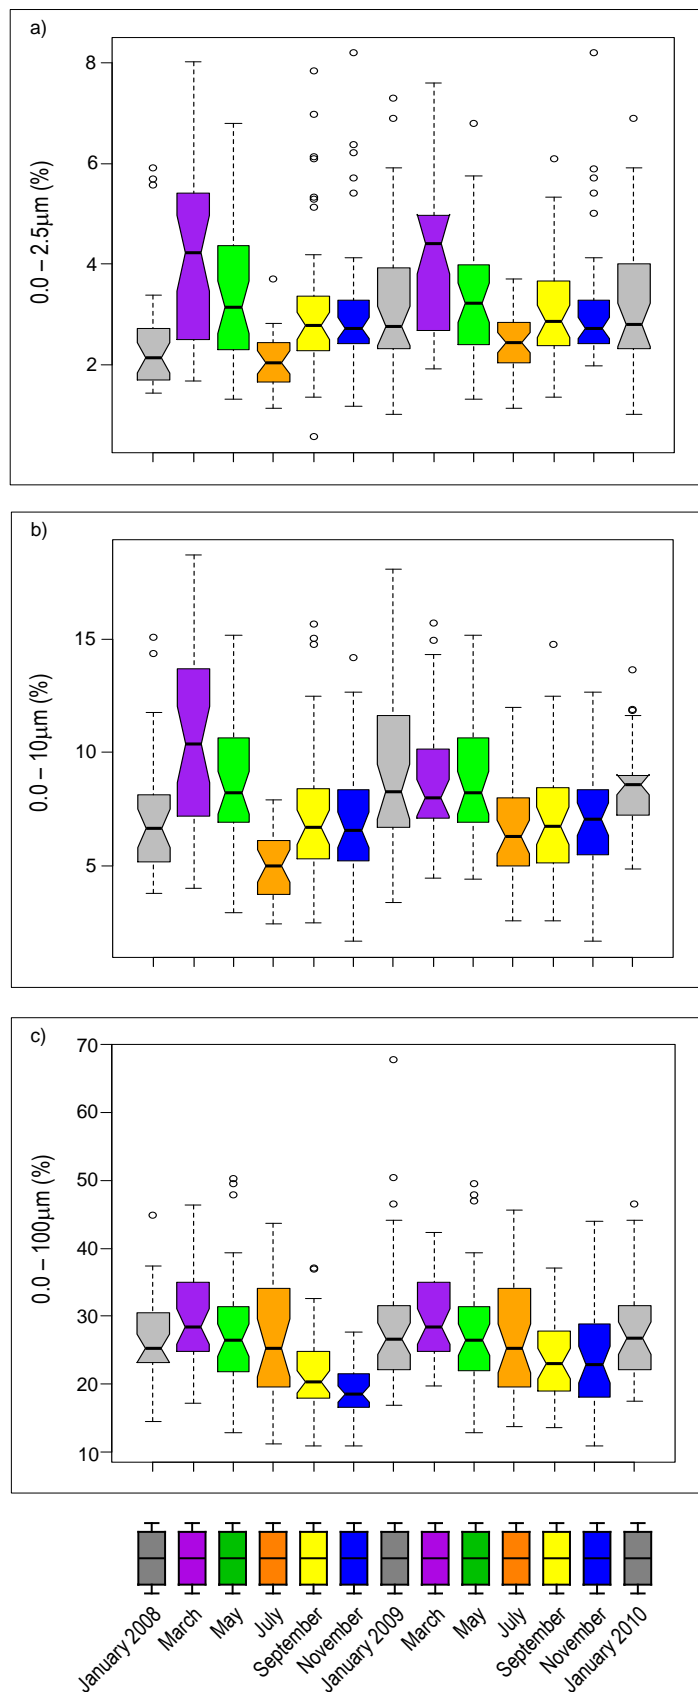 a)
8
6
4
2
0.0 – 2.5µm (%)
b)
15
10
5
0.0 – 10µm (%)
c)
70
60
50
40
30
20
10
0.0 – 100µm (%)
January 2008
March
May
July
September
November
January 2009
March
May
July
September
November
January 2010